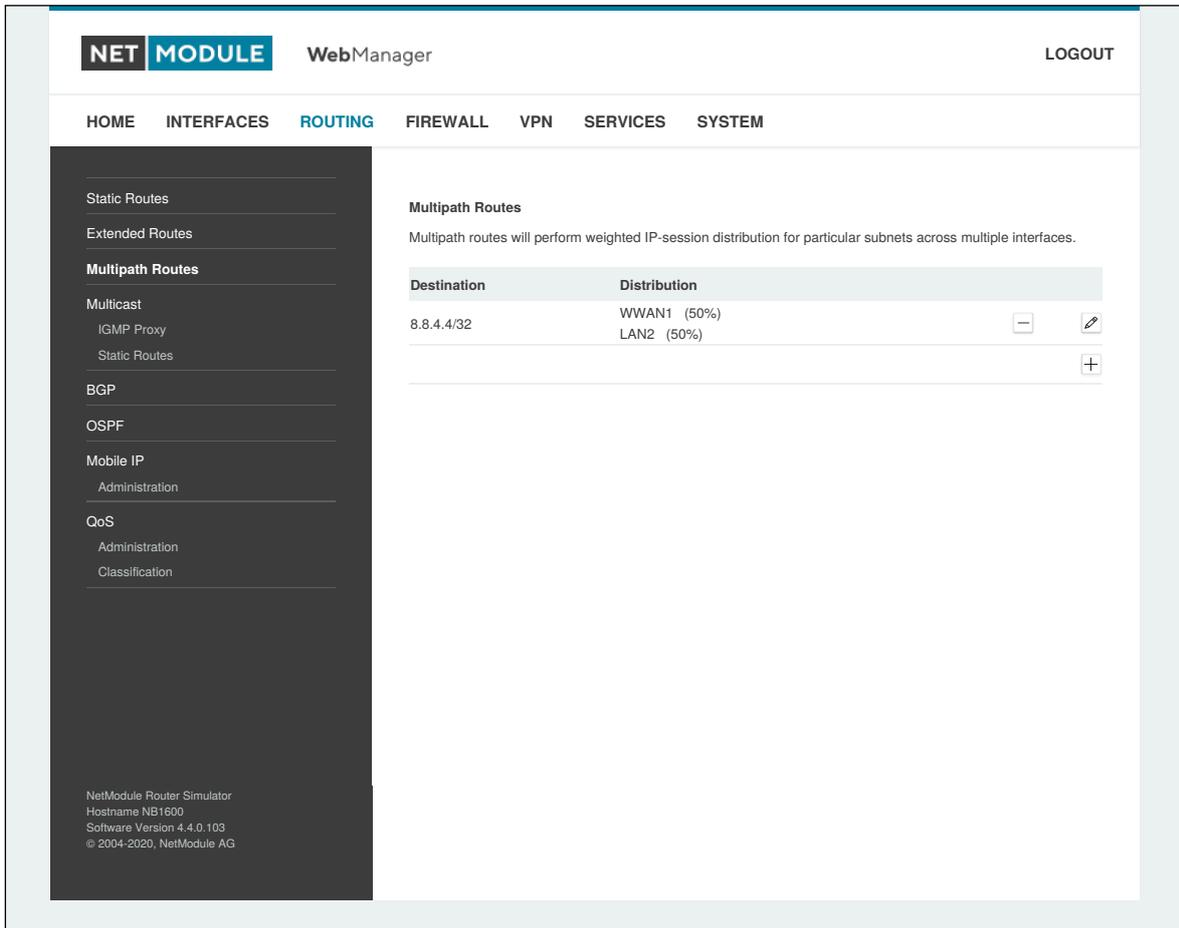 NET MODULE WebManager LOGOUT
HOME INTERFACES ROUTING FIREWALL VPN SERVICES SYSTEM
Static Routes
Extended Routes
Multipath Routes
Multicast
IGMP Proxy
Static Routes
BGP
OSPF
Mobile IP
Administration
QoS
Administration
Classification
NetModule Router Simulator
Hostname NB1600
Software Version 4.4.0.103
© 2004-2020, NetModule AG
Multipath Routes
Multipath routes will perform weighted IP-session distribution for particular subnets across multiple interfaces.
Destination Distribution
8.8.4.4/32
WWAN1 (50%)
LAN2 (50%)